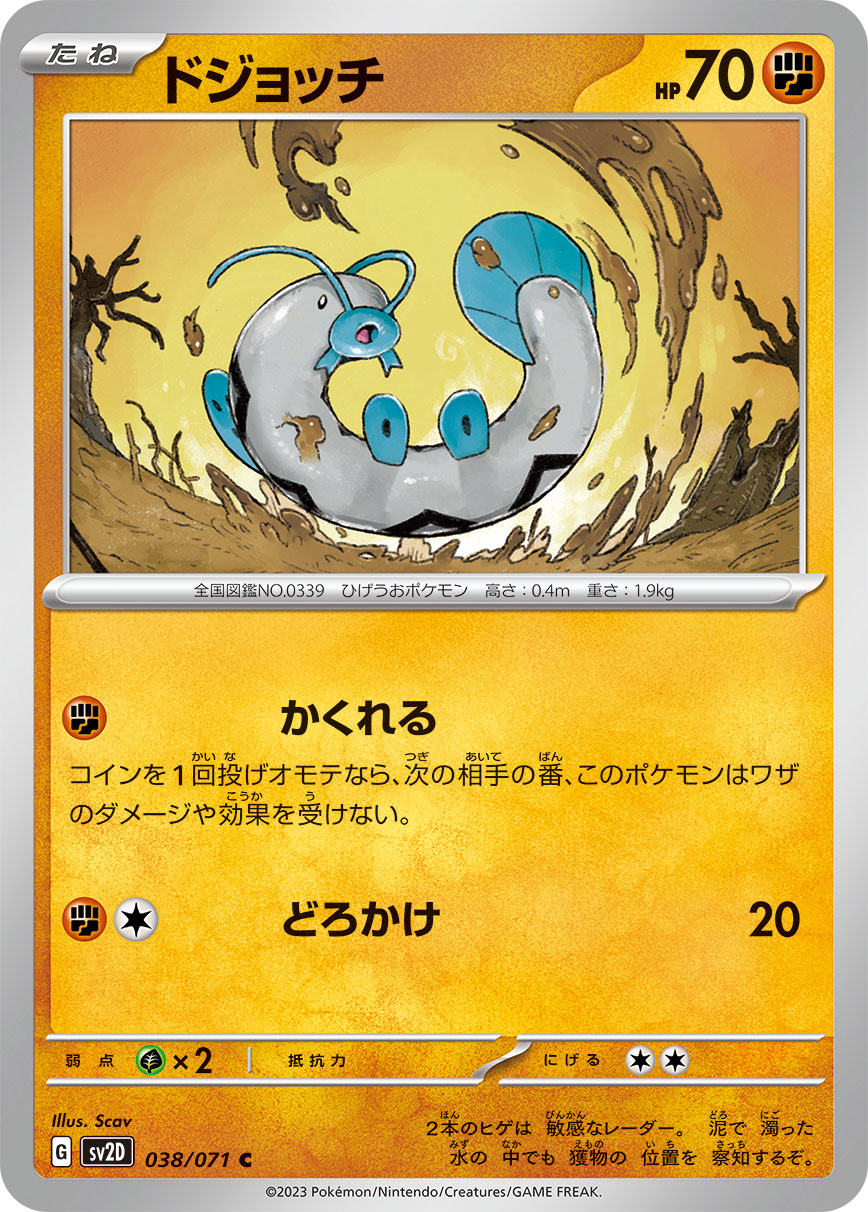 たね
ドジョッチ
HP 70
全国図鑑NO.0339 ひげうおポケモン 高さ:0.4m 重さ:1.9kg
かくれる
コインを1回投げオモテなら、次の相手の番、このポケモンはワザ
のダメージや効果を受けない。
どろかけ 20
弱点 ×2 抵抗力 にげる
Illus. Scav
2本のヒゲは 敏感なレーダー。 泥で 濁った
水の 中でも 獲物の 位置を 察知するぞ。
G sv2D 038/071 C
©2023 Pokémon/Nintendo/Creatures/GAME FREAK.